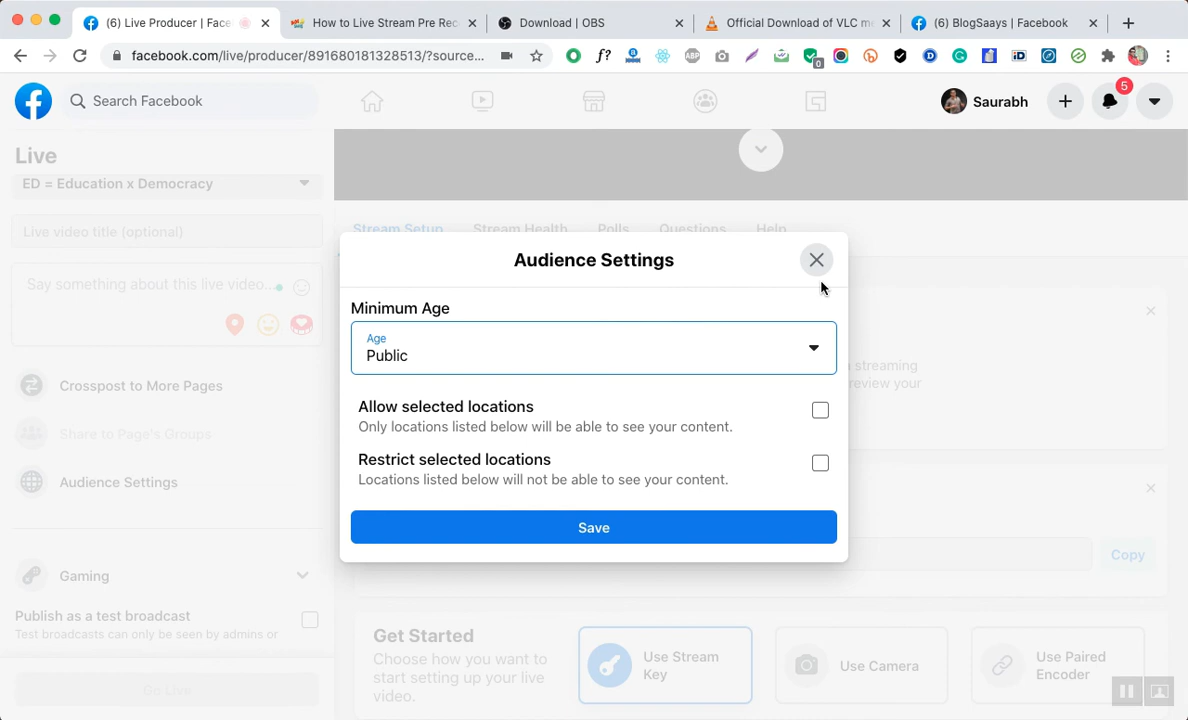 (6) Live Producer | Face
How to Live Stream Pre Rec
Download | OBS
Official Download of VLC me
(6) BlogSaays | Facebook
facebook.com/live/producer/891680181328513/?source...
f?
ABP
0
iD
Search Facebook
Saurabh
5
Live
ED = Education x Democracy
Live video title (optional)
Say something about this live video...
Crosspost to More Pages
Share to Page's Groups
Audience Settings
Gaming
Publish as a test broadcast
Test broadcasts can only be seen by admins or
Go Live
Stream Setup
Stream Health
Polls
Questions
Help
Audience Settings
Minimum Age
Age
Public
Allow selected locations
Only locations listed below will be able to see your content.
Restrict selected locations
Locations listed below will not be able to see your content.
Save
streaming
review your
Copy
Get Started
Choose how you want to
start setting up your live
video.
Use Stream
Key
Use Camera
Use Paired
Encoder